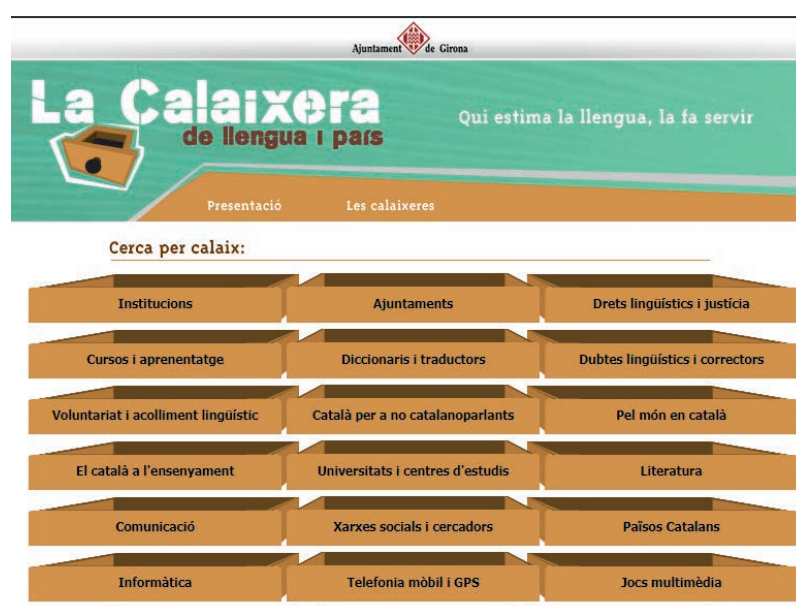 Ajuntament de Girona
La Calaixera
de llengua i país
Qui estima la llengua, la fa servir
Presentació Les calaixeres
Cerca per calaix:
Institucions Ajuntaments Drets lingüístics i justícia
Cursos i aprenentatge Diccionaris i traductors Dubtes lingüístics i correctors
Voluntariat i acolliment lingüístic Català per a no catalanoparlants Pel món en català
El català a l'ensenyament Universitats i centres d'estudis Literatura
Comunicació Xarxes socials i cercadors Països Catalans
Informàtica Telefonia mòbil i GPS Jocs multimèdia